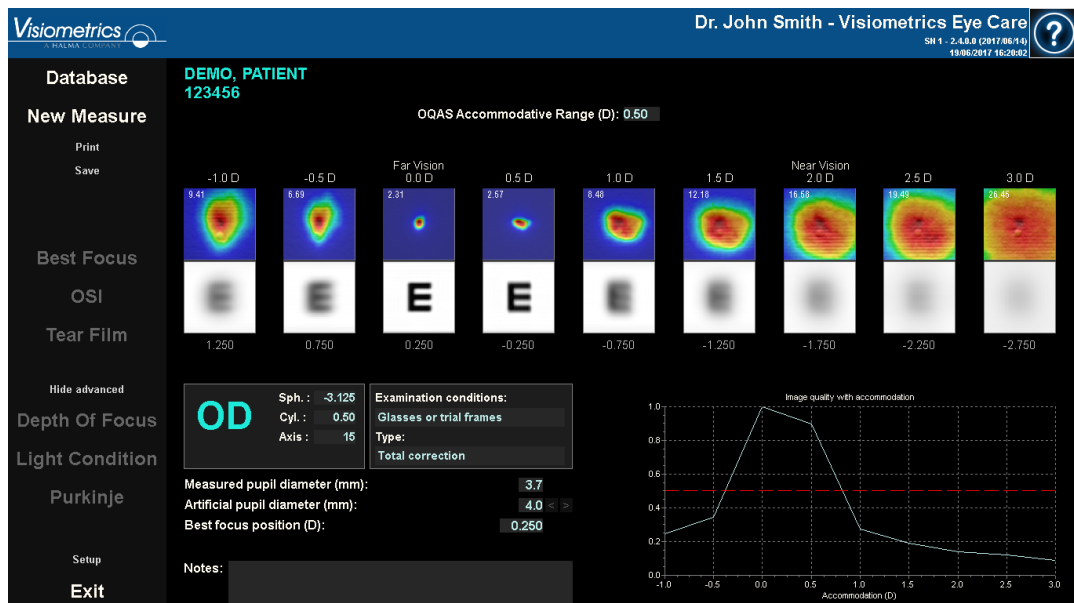 Visiometrics
A HALMA COMPANY
Dr. John Smith - Visiometrics Eye Care
SN 1 - 2.4.0.0 (2017/06/14)
19/06/2017 16:20:02
?
Database
New Measure
Print
Save
Best Focus
OSI
Tear Film
Hide advanced
Depth Of Focus
Light Condition
Purkinje
Setup
Exit
DEMO, PATIENT
123456
OQAS Accommodative Range (D): 0.50
Far Vision Near Vision
-1.0 D -0.5 D 0.0 D 0.5 D 1.0 D 1.5 D 2.0 D 2.5 D 3.0 D
9.41 6.69 2.31 2.57 8.48 12.18 16.58 19.49 26.45
E E E E E E
1.250 0.750 0.250 -0.250 -0.750 -1.250 -1.750 -2.250 -2.750
OD
Sph. : -3.125
Cyl. : 0.50
Axis : 15
Examination conditions:
Glasses or trial frames
Type:
Total correction
Measured pupil diameter (mm): 3.7
Artificial pupil diameter (mm): 4.0 < >
Best focus position (D): 0.250
Notes:
Image quality with accommodation
1.0
0.8
0.6
0.4
0.2
0.0
-1.0 -0.5 0.0 0.5 1.0 1.5 2.0 2.5 3.0
Accommodation (D)